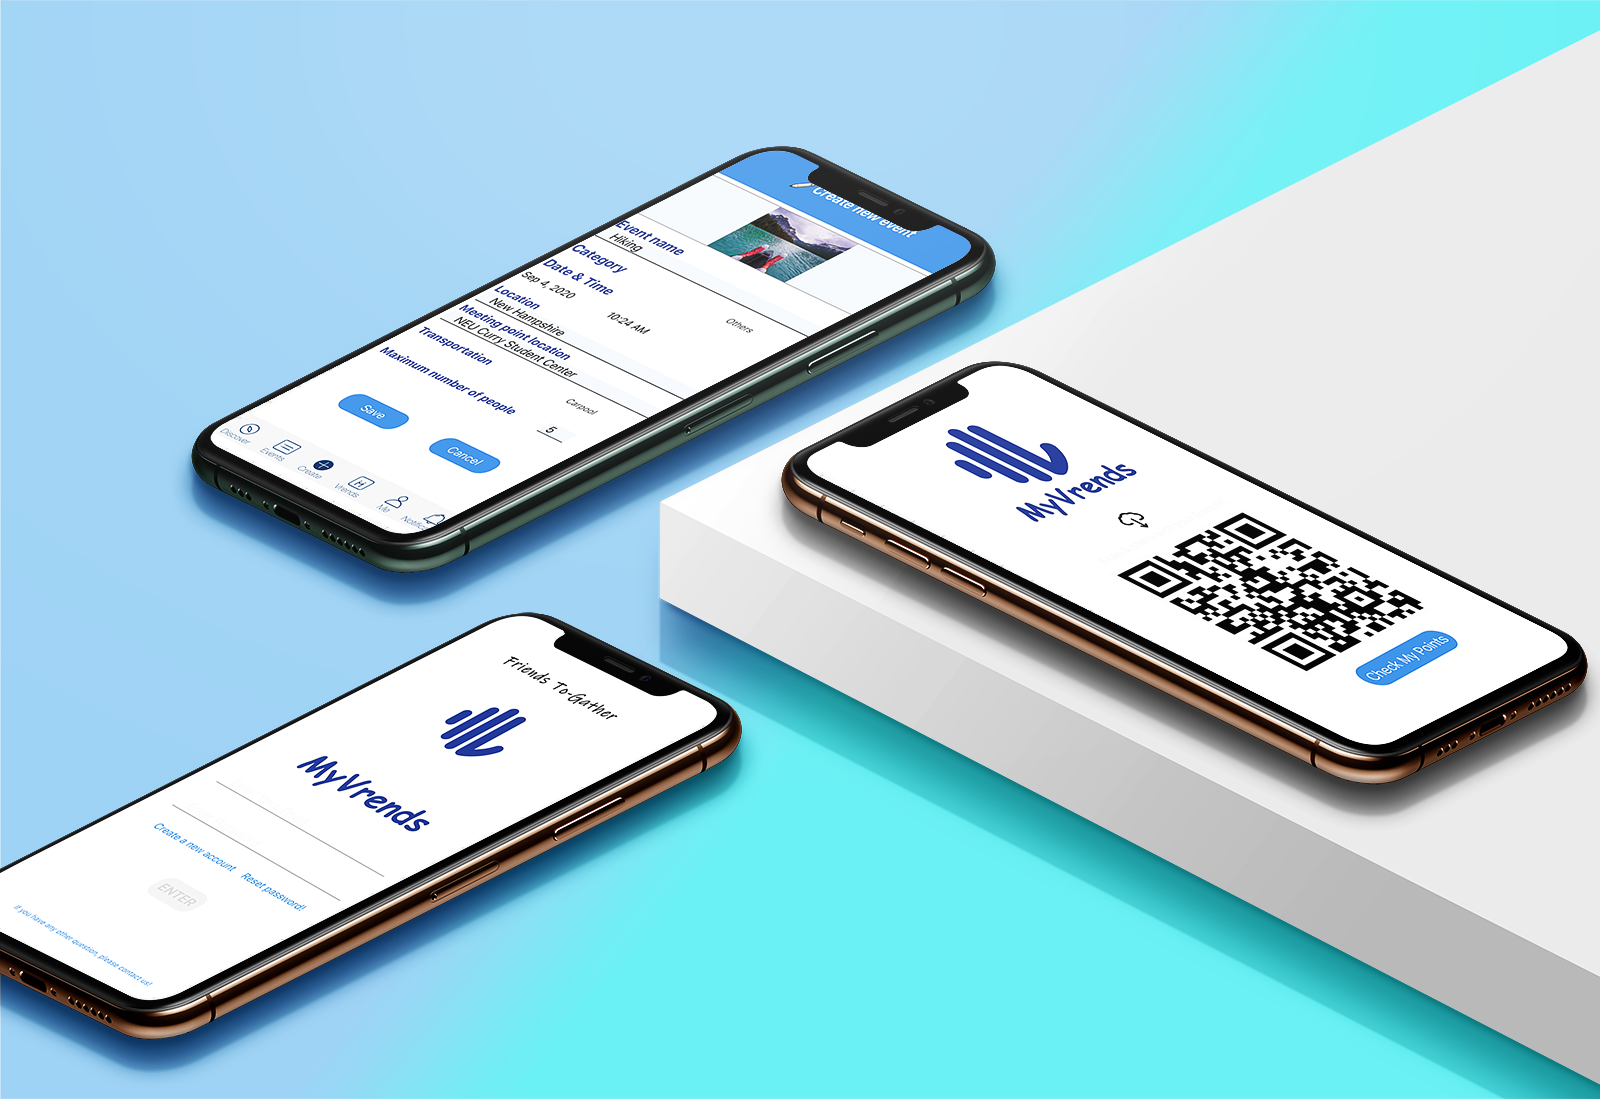 Create new event
Event name
Hiking
Category
Others
Date & Time
Sep 4, 2020
10:24 AM
Location
New Hampshire
Meeting point location
NEU Curry Student Center
Transportation
Carpool
Maximum number of people
5
Save
Cancel
Discover
Events
Create
Vrends
Me
MyVrends
Check My Points
Friends To-Gather
MyVrends
Create a new account
Reset password!
ENTER
If you have any other question, please contact us!